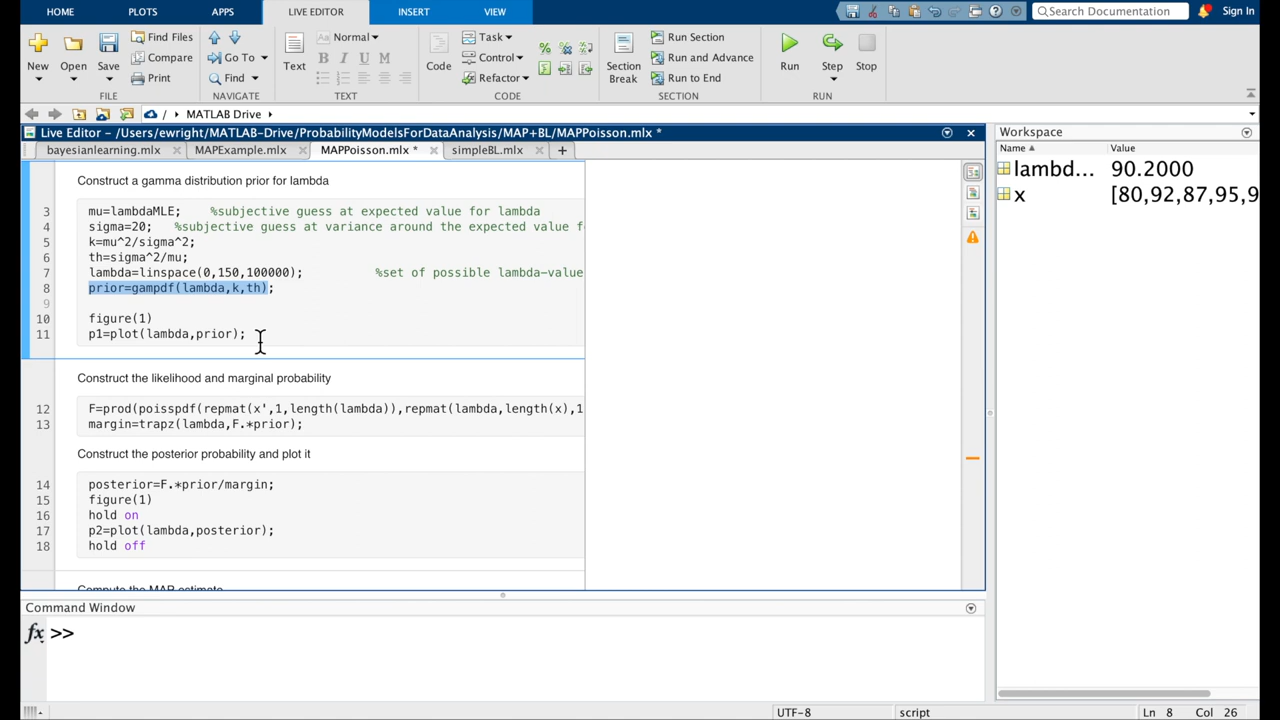 HOME PLOTS APPS LIVE EDITOR INSERT VIEW Search Documentation Sign In
New Open Save Find Files Compare Print
FILE
Go To Find
NAVIGATE
Text Normal B I U M
TEXT
Code Task Control Refactor
CODE
Section Break Run Section Run and Advance Run to End
SECTION
Run Step Stop
RUN
/ MATLAB Drive
Live Editor - /Users/ewright/MATLAB-Drive/ProbabilityModelsForDataAnalysis/MAP+BL/MAPPoisson.mlx *
bayesianlearning.mlx MAPExample.mlx MAPPoisson.mlx * simpleBL.mlx
Construct a gamma distribution prior for lambda
3 mu=lambdaMLE; %subjective guess at expected value for lambda
4 sigma=20; %subjective guess at variance around the expected value f
5 k=mu^2/sigma^2;
6 th=sigma^2/mu;
7 lambda=linspace(0,150,100000); %set of possible lambda-value
8 prior=gampdf(lambda,k,th);
9
10 figure(1)
11 p1=plot(lambda,prior);
Construct the likelihood and marginal probability
12 F=prod(poisspdf(repmat(x',1,length(lambda)),repmat(lambda,length(x),1
13 margin=trapz(lambda,F.*prior);
Construct the posterior probability and plot it
14 posterior=F.*prior/margin;
15 figure(1)
16 hold on
17 p2=plot(lambda,posterior);
18 hold off
Compute the MAP estimate
Command Window
fx >>
Workspace
Name Value
lambd... 90.2000
x [80,92,87,95,9
UTF-8 script Ln 8 Col 26